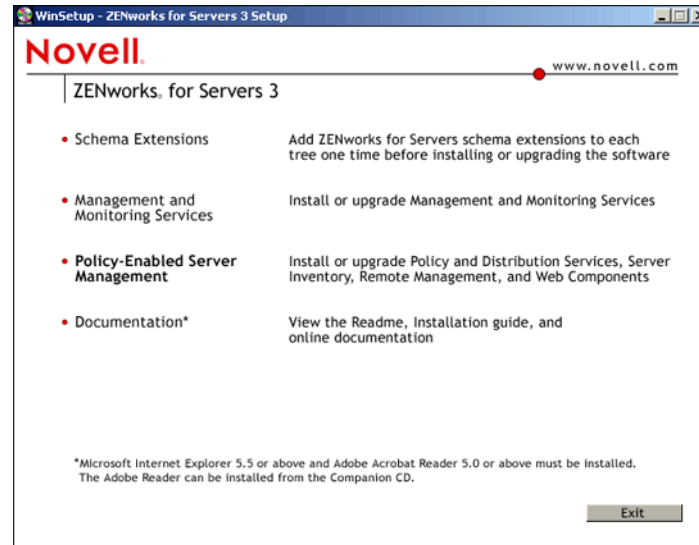 WinSetup - ZENworks for Servers 3 Setup
Novell.
www.novell.com
ZENworks® for Servers 3
Schema Extensions
Add ZENworks for Servers schema extensions to each
tree one time before installing or upgrading the software
Management and
Monitoring Services
Install or upgrade Management and Monitoring Services
Policy-Enabled Server
Management
Install or upgrade Policy and Distribution Services, Server
Inventory, Remote Management, and Web Components
Documentation*
View the Readme, Installation guide, and
online documentation
*Microsoft Internet Explorer 5.5 or above and Adobe Acrobat Reader 5.0 or above must be installed.
The Adobe Reader can be installed from the Companion CD.
Exit